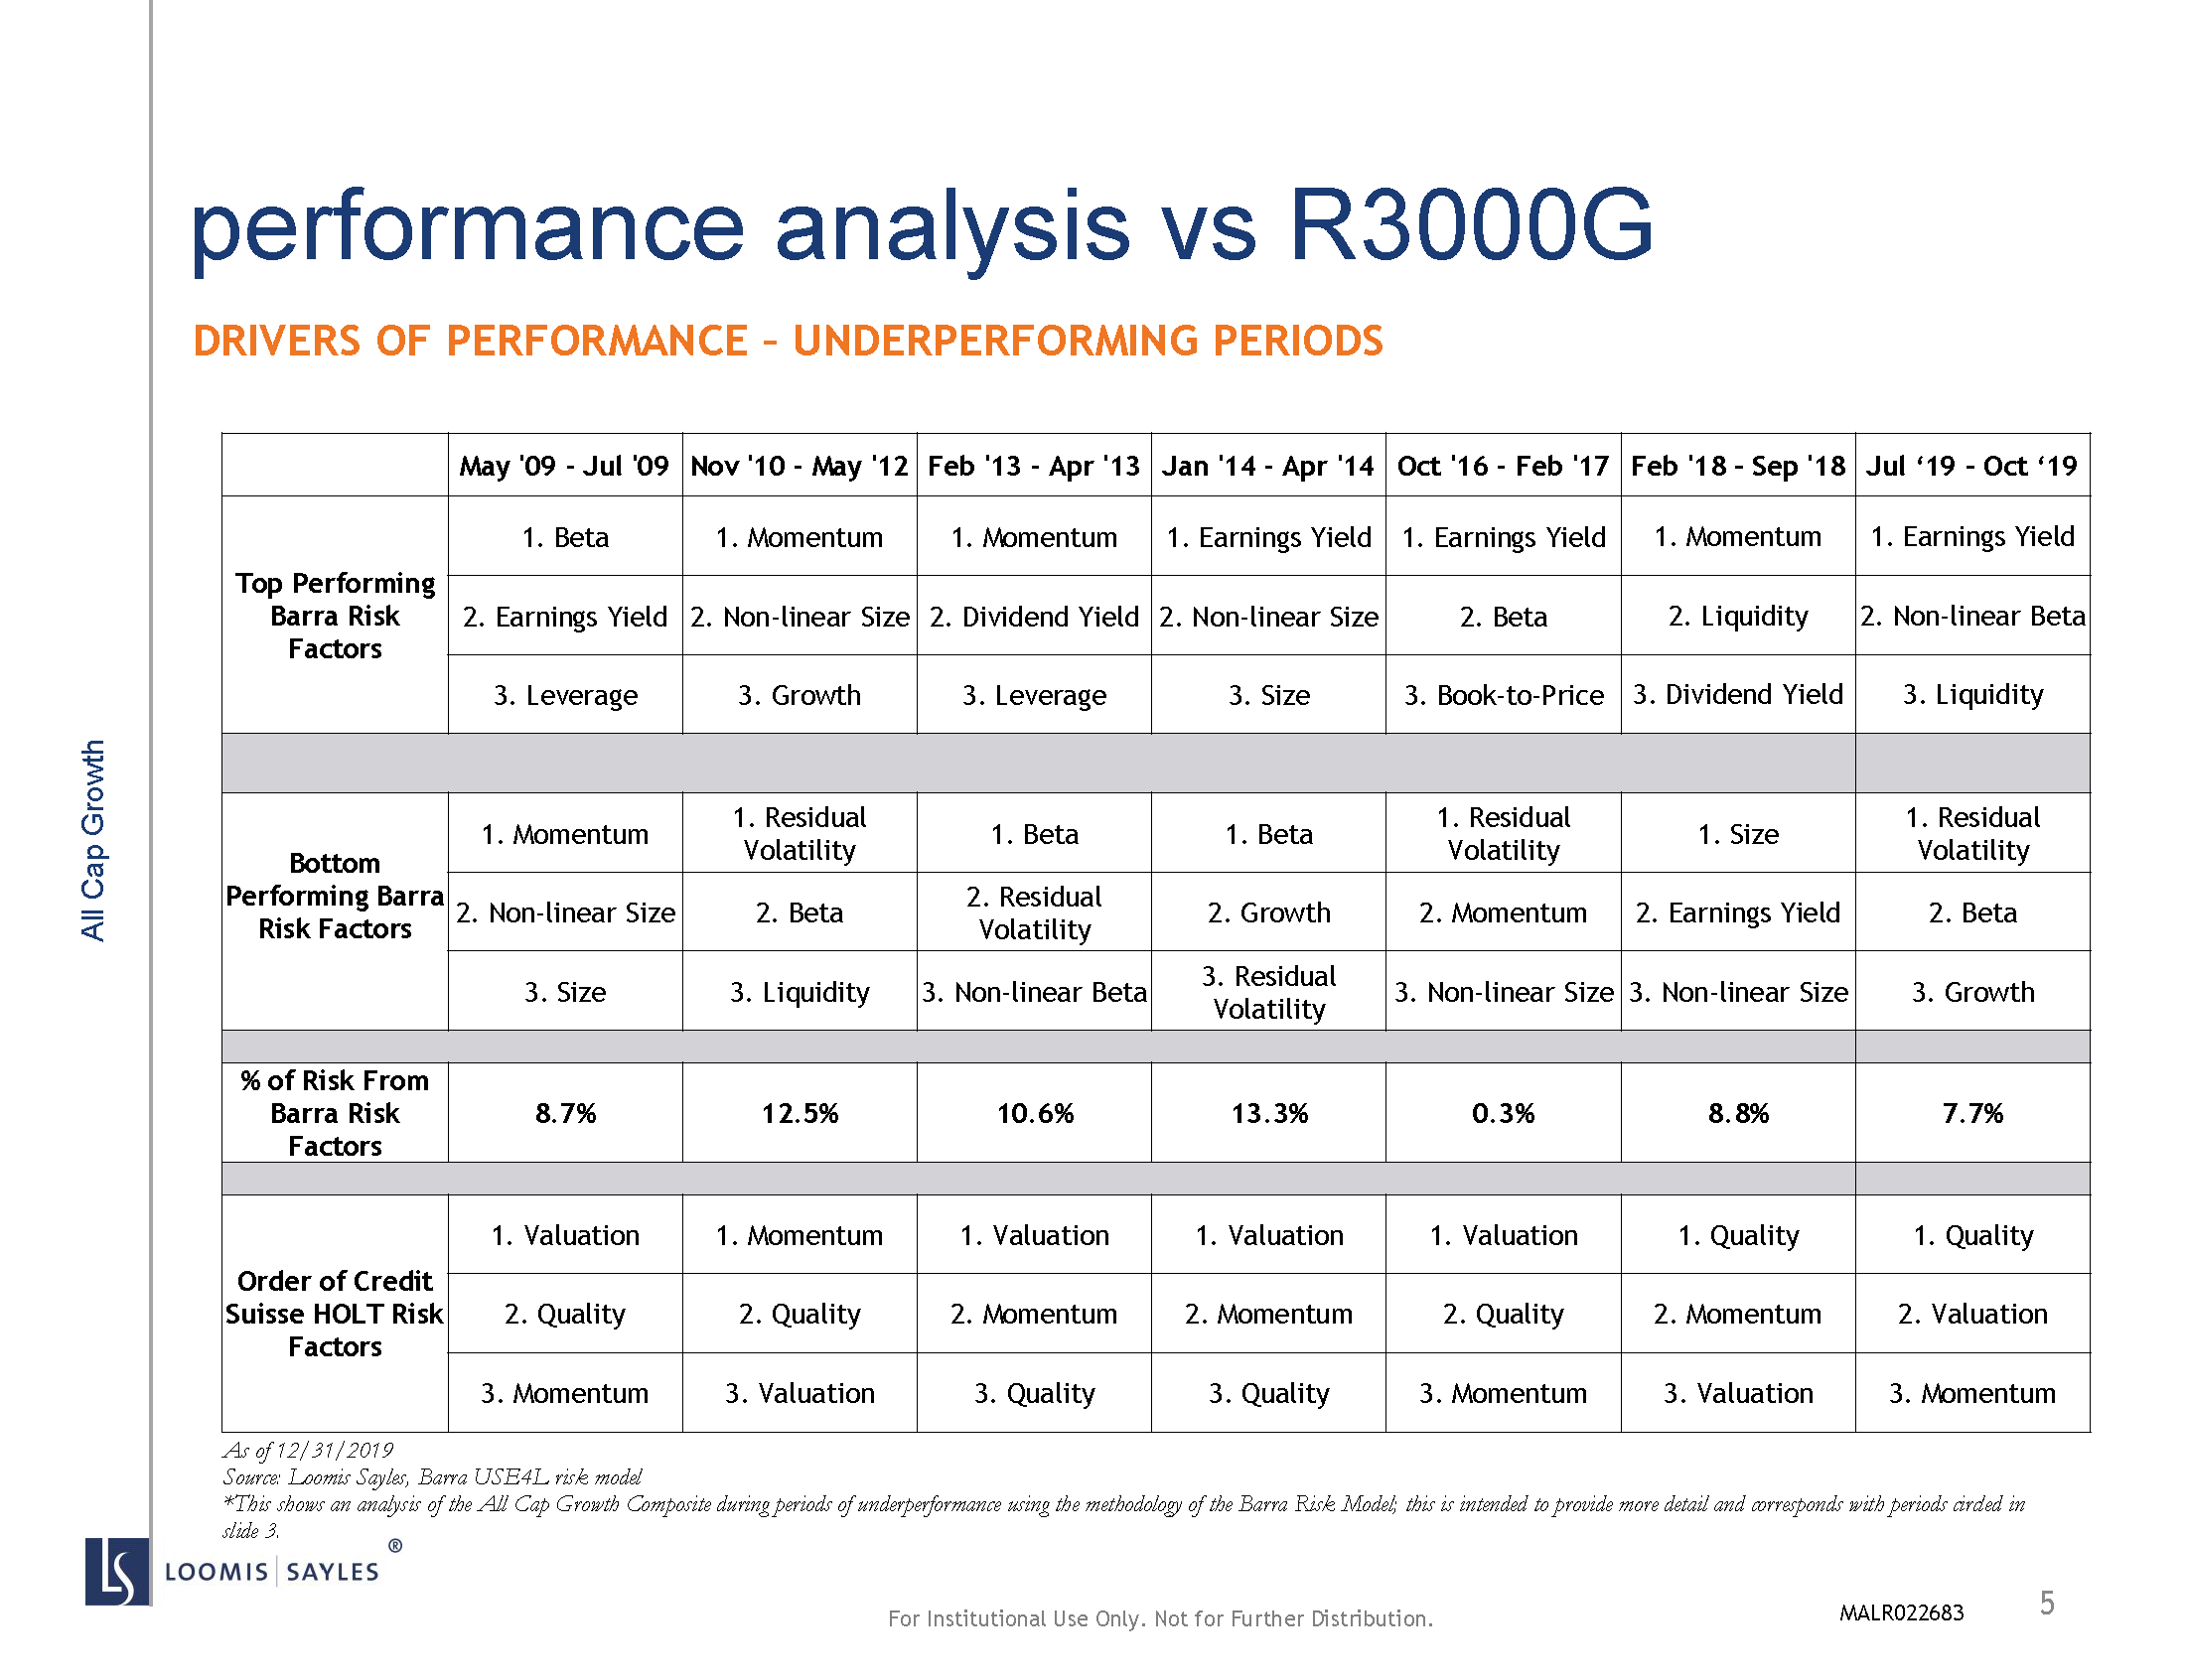 performance analysis vs R3000G
DRIVERS OF PERFORMANCE – UNDERPERFORMING PERIODS
All Cap Growth
May '09 - Jul '09 Nov '10 - May '12 Feb '13 - Apr '13 Jan '14 - Apr '14 Oct '16 - Feb '17 Feb '18 - Sep '18 Jul ‘19 - Oct ‘19
Top Performing
Barra Risk
Factors
1. Beta 1. Momentum 1. Momentum 1. Earnings Yield 1. Earnings Yield 1. Momentum 1. Earnings Yield
2. Earnings Yield 2. Non-linear Size 2. Dividend Yield 2. Non-linear Size 2. Beta 2. Liquidity 2. Non-linear Beta
3. Leverage 3. Growth 3. Leverage 3. Size 3. Book-to-Price 3. Dividend Yield 3. Liquidity
Bottom
Performing Barra
Risk Factors
1. Momentum 1. Residual Volatility 1. Beta 1. Beta 1. Residual Volatility 1. Size 1. Residual Volatility
2. Non-linear Size 2. Beta 2. Residual Volatility 2. Growth 2. Momentum 2. Earnings Yield 2. Beta
3. Size 3. Liquidity 3. Non-linear Beta 3. Residual Volatility 3. Non-linear Size 3. Non-linear Size 3. Growth
% of Risk From
Barra Risk
Factors
8.7% 12.5% 10.6% 13.3% 0.3% 8.8% 7.7%
Order of Credit
Suisse HOLT Risk
Factors
1. Valuation 1. Momentum 1. Valuation 1. Valuation 1. Valuation 1. Quality 1. Quality
2. Quality 2. Quality 2. Momentum 2. Momentum 2. Quality 2. Momentum 2. Valuation
3. Momentum 3. Valuation 3. Quality 3. Quality 3. Momentum 3. Valuation 3. Momentum
As of 12/31/2019
Source: Loomis Sayles, Barra USE4L risk model
*This shows an analysis of the All Cap Growth Composite during periods of underperformance using the methodology of the Barra Risk Model; this is intended to provide more detail and corresponds with periods circled in
slide 3.
LS LOOMIS | SAYLES ®
For Institutional Use Only. Not for Further Distribution.
MALR022683
5